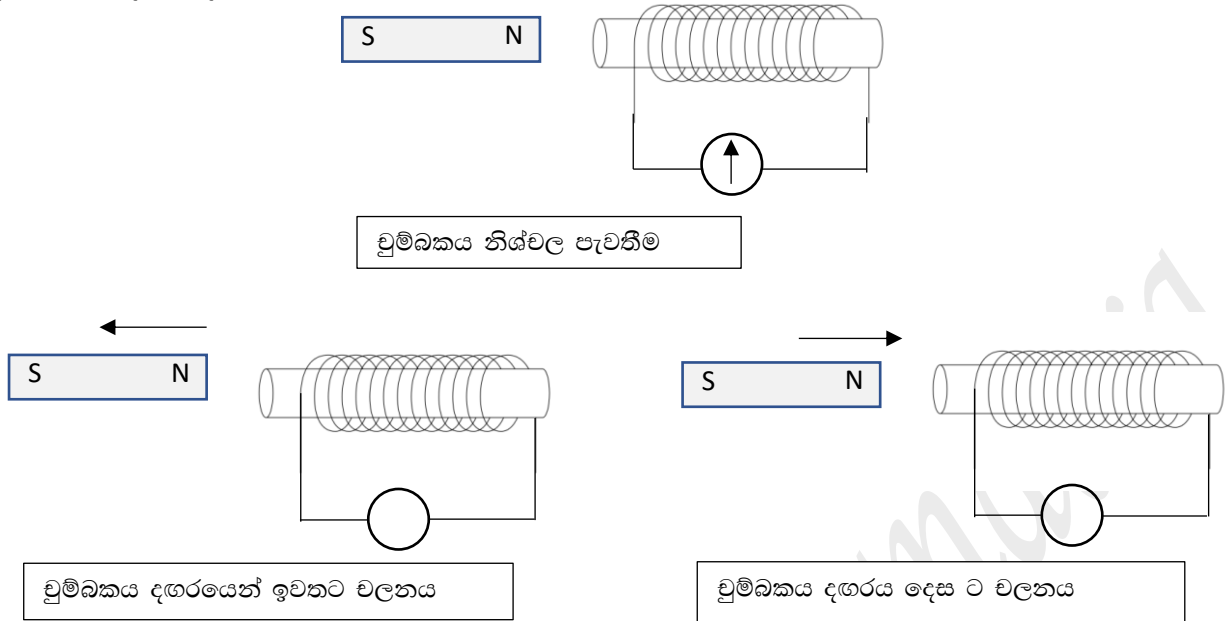 S N
චුම්බකය නිශ්චල පැවතීම
S N
S N
චුම්බකය දඟරයෙන් ඉවතට චලනය
චුම්බකය දඟරය දෙස ට චලනය